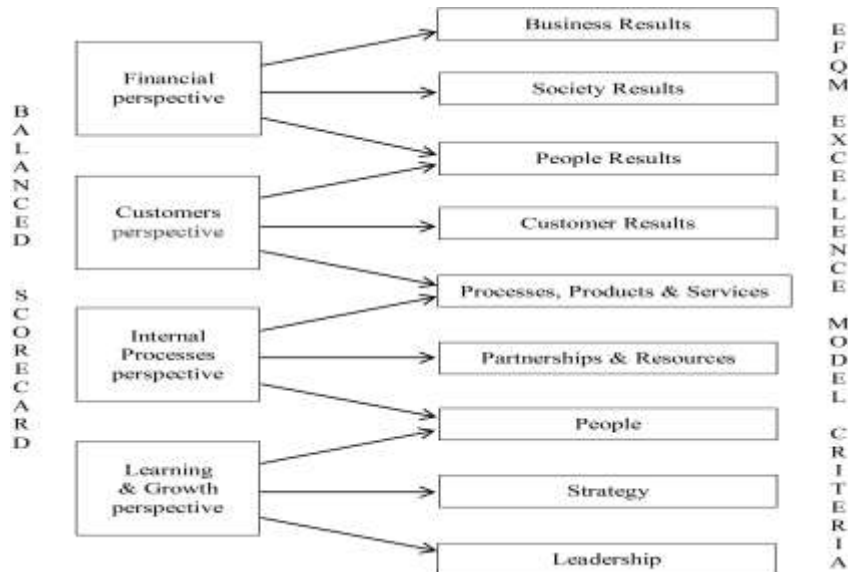 BALANCED SCORECARD
Financial
perspective
Customers
perspective
Internal
Processes
perspective
Learning
& Growth
perspective
Business Results
Society Results
People Results
Customer Results
Processes, Products & Services
Partnerships & Resources
People
Strategy
Leadership
EFQM EXCELLENCE MODEL CRITERIA